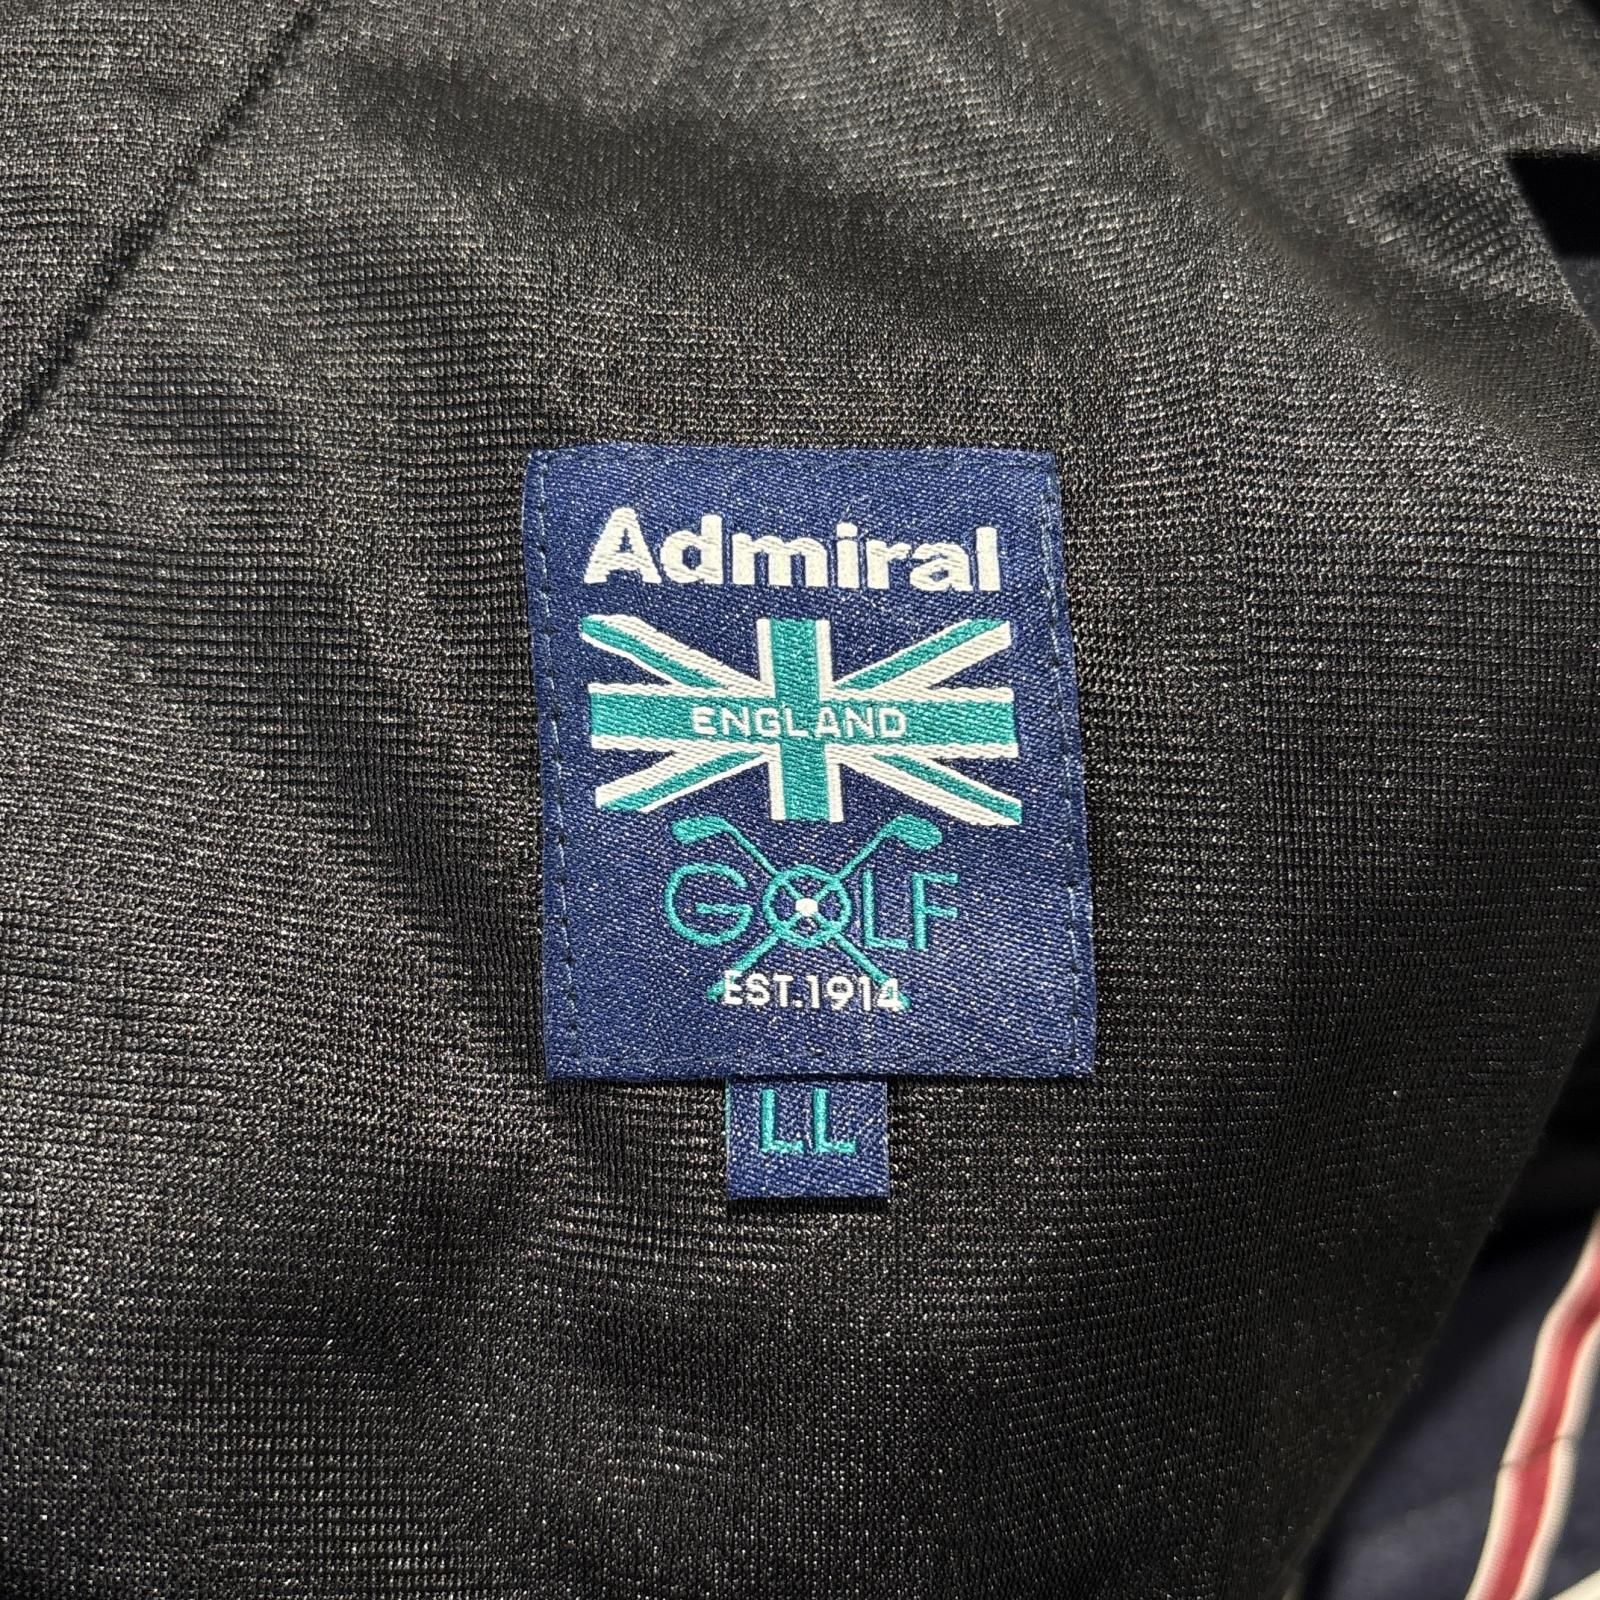 Admiral
ENGLAND
GOLF
EST.1914
LL